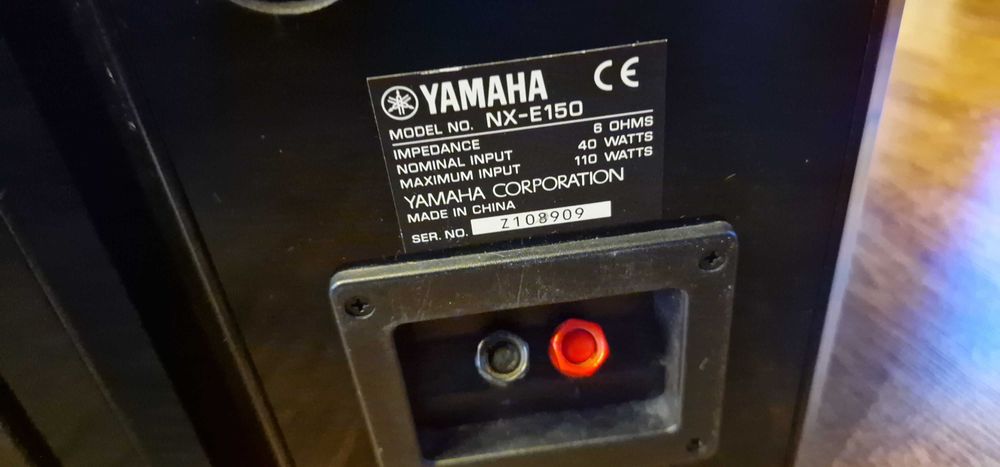 YAMAHA CE
MODEL NO. NX-E150
IMPEDANCE 6 OHMS
NOMINAL INPUT 40 WATTS
MAXIMUM INPUT 110 WATTS
YAMAHA CORPORATION
MADE IN CHINA
SER. NO. Z108909